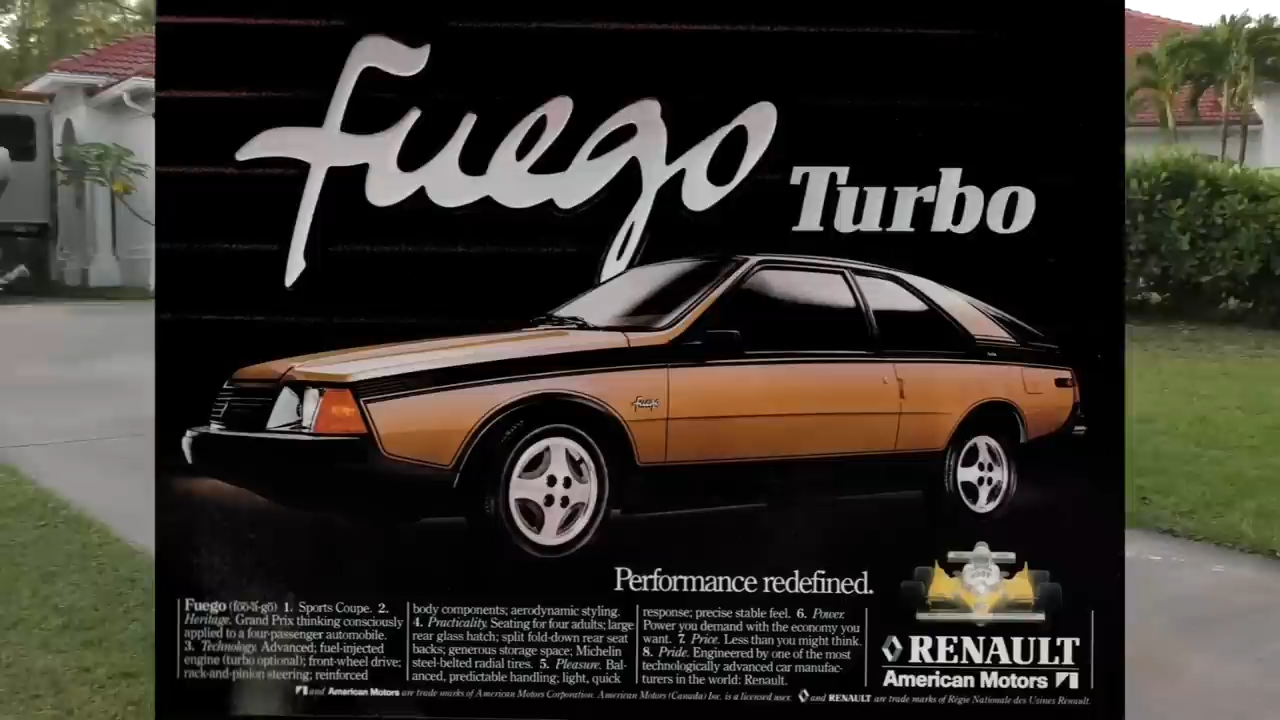 Fuego
Turbo
Fuego
Performance redefined.
Fuego (foo-ā-gō) 1. Sports Coupe. 2.
Heritage. Grand Prix thinking consciously
applied to a four-passenger automobile.
3. Technology. Advanced; fuel-injected
engine (turbo optional); front-wheel drive;
rack-and-pinion steering; reinforced
body components; aerodynamic styling.
4. Practicality. Seating for four adults; large
rear glass hatch; split fold-down rear seat
backs; generous storage space; Michelin
steel-belted radial tires. 5. Pleasure. Bal-
anced, predictable handling; light, quick
response; precise stable feel. 6. Power.
Power you demand with the economy you
want. 7. Price. Less than you might think.
8. Pride. Engineered by one of the most
technologically advanced car manufac-
turers in the world: Renault.
RENAULT
American Motors
and American Motors are trade marks of American Motors Corporation. American Motors (Canada) Inc. is a licensed user. and RENAULT are trade marks of Régie Nationale des Usines Renault.